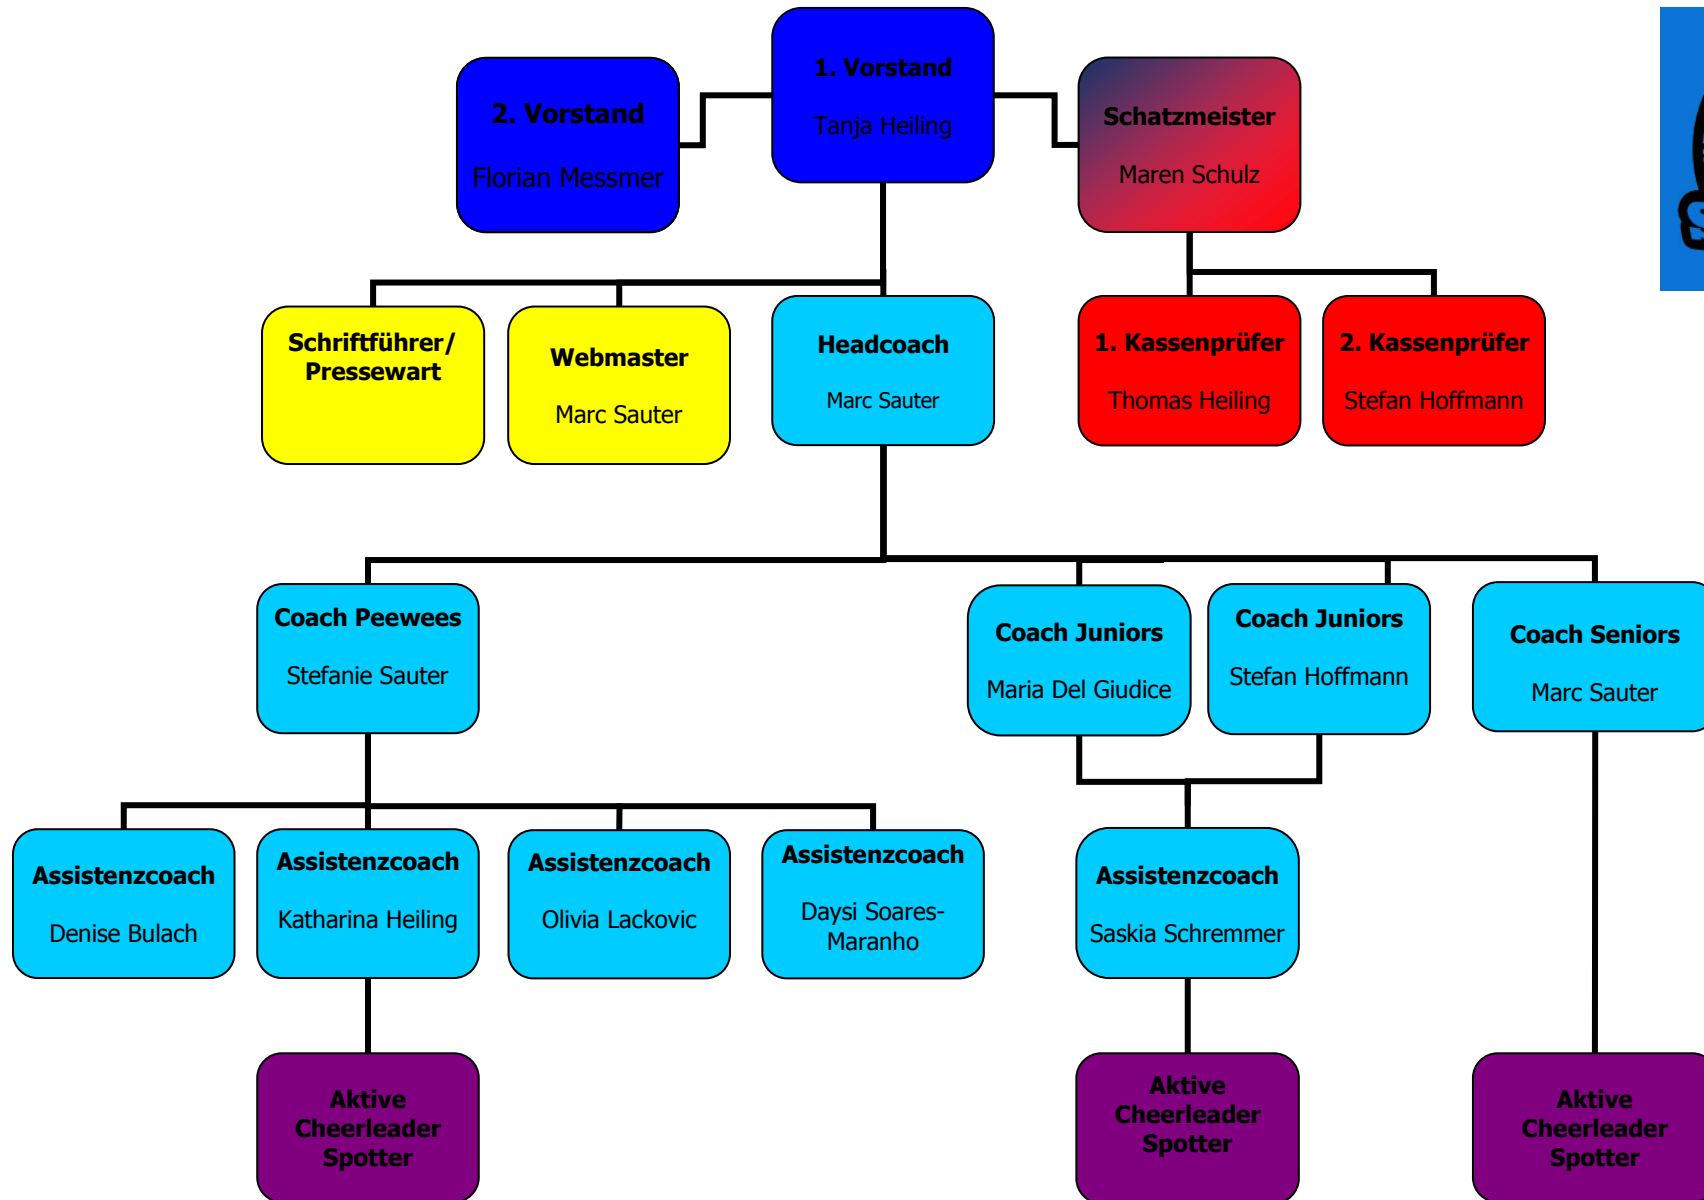 1. Vorstand
Tanja Heiling
2. Vorstand
Florian Messmer
Schatzmeister
Maren Schulz
Schriftführer/
Pressewart
Webmaster
Marc Sauter
Headcoach
Marc Sauter
1. Kassenprüfer
Thomas Heiling
2. Kassenprüfer
Stefan Hoffmann
Coach Peewees
Stefanie Sauter
Coach Juniors
Maria Del Giudice
Coach Juniors
Stefan Hoffmann
Coach Seniors
Marc Sauter
Assistenzcoach
Denise Bulach
Assistenzcoach
Katharina Heiling
Assistenzcoach
Olivia Lackovic
Assistenzcoach
Daysi Soares-
Maranho
Assistenzcoach
Saskia Schremmer
Aktive
Cheerleader
Spotter
Aktive
Cheerleader
Spotter
Aktive
Cheerleader
Spotter